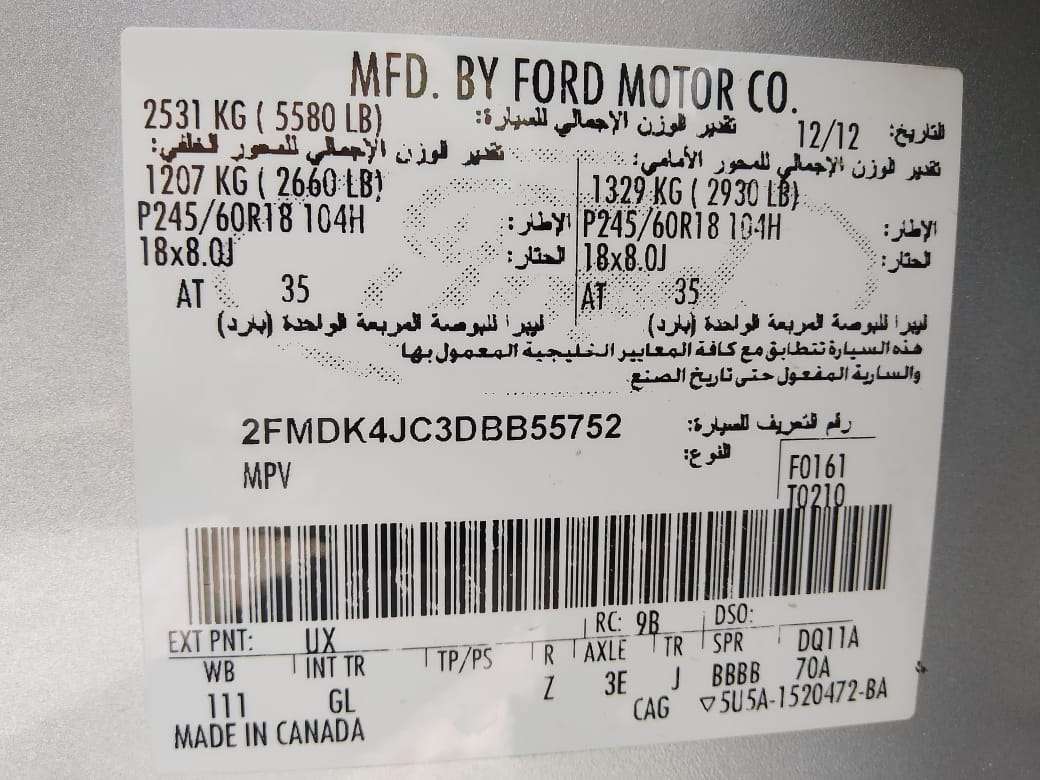 MFD. BY FORD MOTOR CO.
التاريخ: 12/12 تقدير الوزن الإجمالي للسيارة: 2531 KG ( 5580 LB)
تقدير الوزن الإجمالي للمحور الأمامي: تقدير الوزن الإجمالي للمحور الخلفي:
1329 KG ( 2930 LB) 1207 KG ( 2660 LB)
الإطار: P245/60R18 104H الإطار: P245/60R18 104H
الحتار: 18x8.0J الحتار: 18x8.0J
AT 35 AT 35
ليبرا للبوصة المربعة الواحدة (بارد) ليبرا للبوصة المربعة الواحدة (بارد)
هذه السيارة تتطابق مع كافة المعايير الخليجية المعمول بها
والسارية المفعول حتى تاريخ الصنع
رقم التعريف للسيارة: 2FMDK4JC3DBB55752
النوع: MPV
F0161
T0210
EXT PNT: UX RC: 9B DSO:
WB INT TR TP/PS R AXLE TR SPR DQ11A
111 GL Z 3E J BBBB 70A
MADE IN CANADA CAG ▽5U5A-1520472-BA